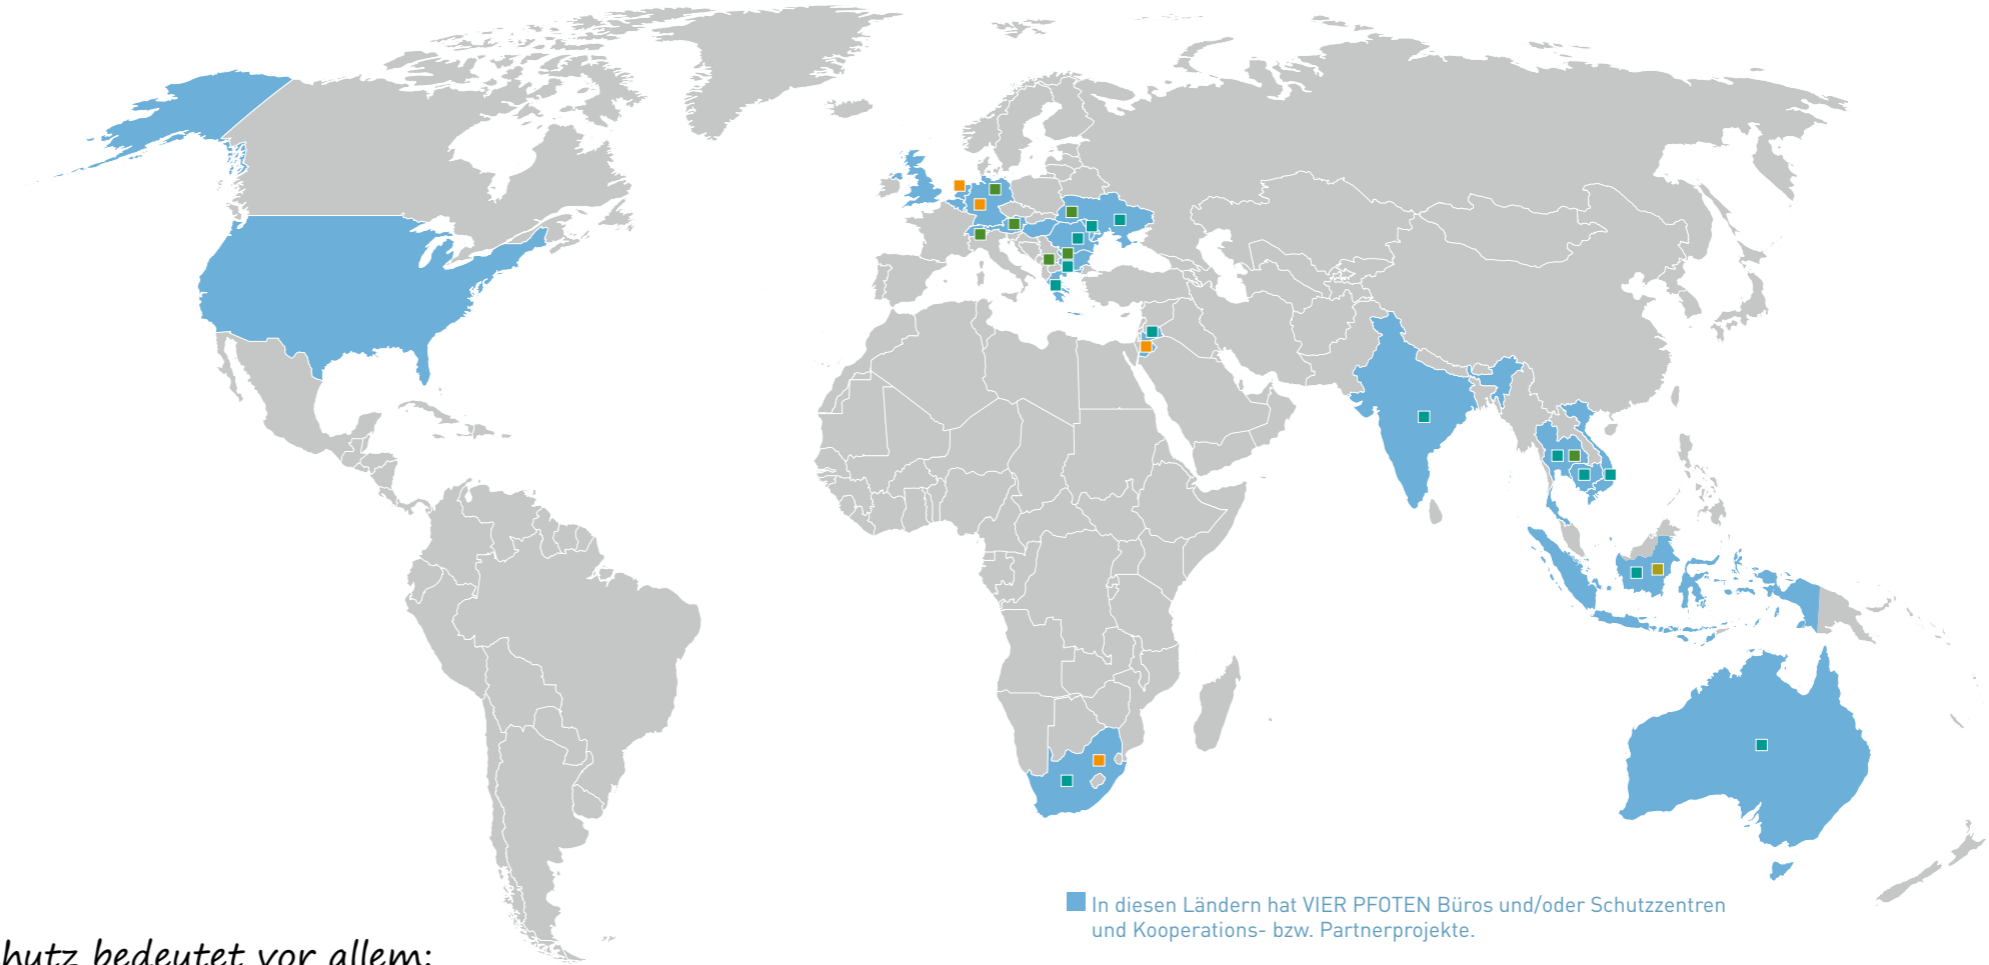 In diesen Ländern hat VIER PFOTEN Büros und/oder Schutzzentren
und Kooperations- bzw. Partnerprojekte.
hutz bedeutet vor allem: